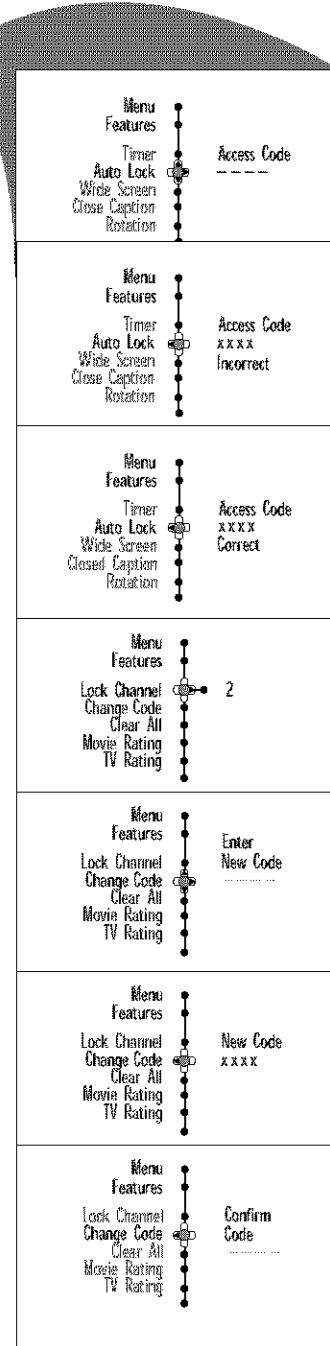 Menu
Features
Timer
Auto Lock Access Code
Wide Screen _ _ _ _
Close Caption
Rotation
Menu
Features
Timer Access Code
Auto Lock X X X X
Wide Screen Incorrect
Close Caption
Rotation
Menu
Features
Timer Access Code
Auto Lock X X X X
Wide Screen Correct
Closed Caption
Rotation
Menu
Features
Lock Channel 2
Change Code
Clear All
Movie Rating
TV Rating
Menu
Features Enter
Lock Channel New Code
Change Code _ _ _ _
Clear All
Movie Rating
TV Rating
Menu
Features
Lock Channel New Code
Change Code X X X X
Clear All
Movie Rating
TV Rating
Menu
Features
Lock Channel Confirm
Change Code Code
Clear All _ _ _ _
Movie Rating
TV Rating